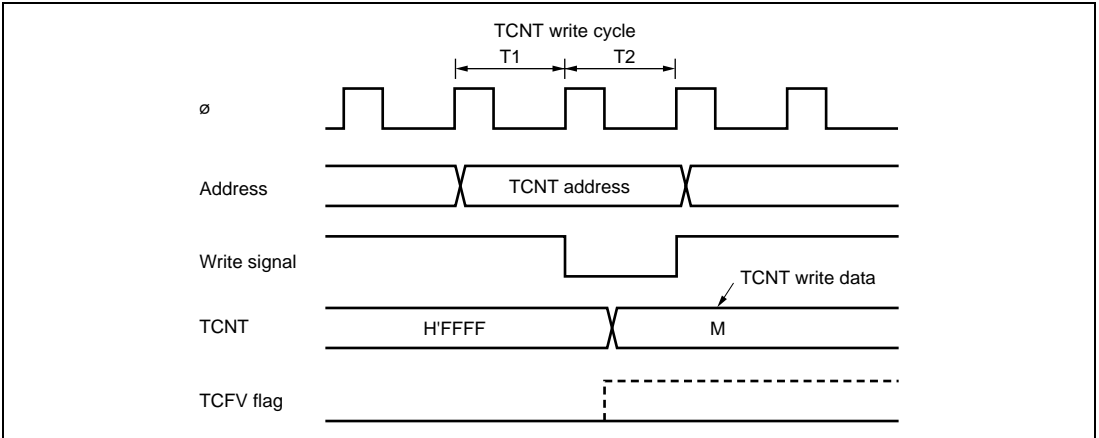 TCNT write cycle
T1 T2
ø
Address
TCNT address
Write signal
TCNT write data
TCNT
H'FFFF
M
TCFV flag